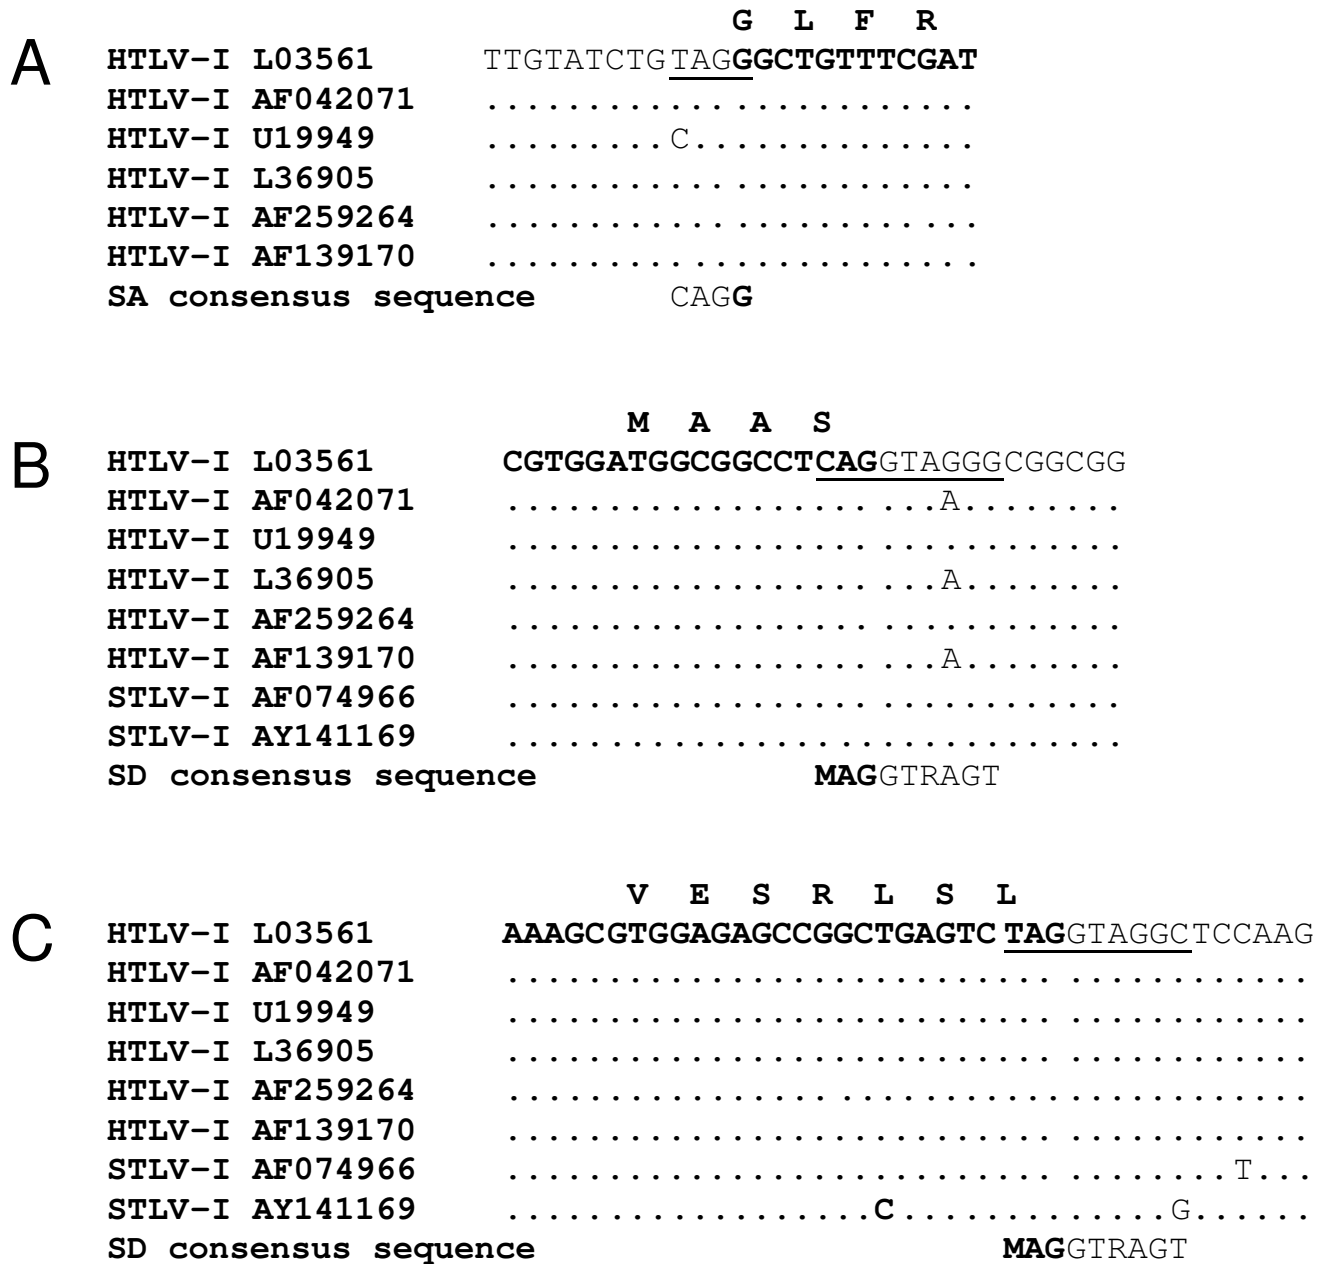 G L F R
A HTLV-I L03561 TTGTATCTGTAGGGCTGTTTCGAT
HTLV-I AF042071 ........................
HTLV-I U19949 .........C..............
HTLV-I L36905 ........................
HTLV-I AF259264 ........................
HTLV-I AF139170 ........................
SA consensus sequence CAGG
M A A S
B HTLV-I L03561 CGTGGATGGCGGCCTCAGGTAGGGCGGCGG
HTLV-I AF042071 .....................A........
HTLV-I U19949 ..............................
HTLV-I L36905 .....................A........
HTLV-I AF259264 ..............................
HTLV-I AF139170 .....................A........
STLV-I AF074966 ..............................
STLV-I AY141169 ..............................
SD consensus sequence MAGGTRAGT
V E S R L S L
C HTLV-I L03561 AAAGCGTGGAGAGCCGGCTGAGTCTAGGTAGGCTCCAAG
HTLV-I AF042071 .......................................
HTLV-I U19949 .......................................
HTLV-I L36905 .......................................
HTLV-I AF259264 .......................................
HTLV-I AF139170 .......................................
STLV-I AF074966 ...................................T...
STLV-I AY141169 ..................C.............G......
SD consensus sequence MAGGTRAGT